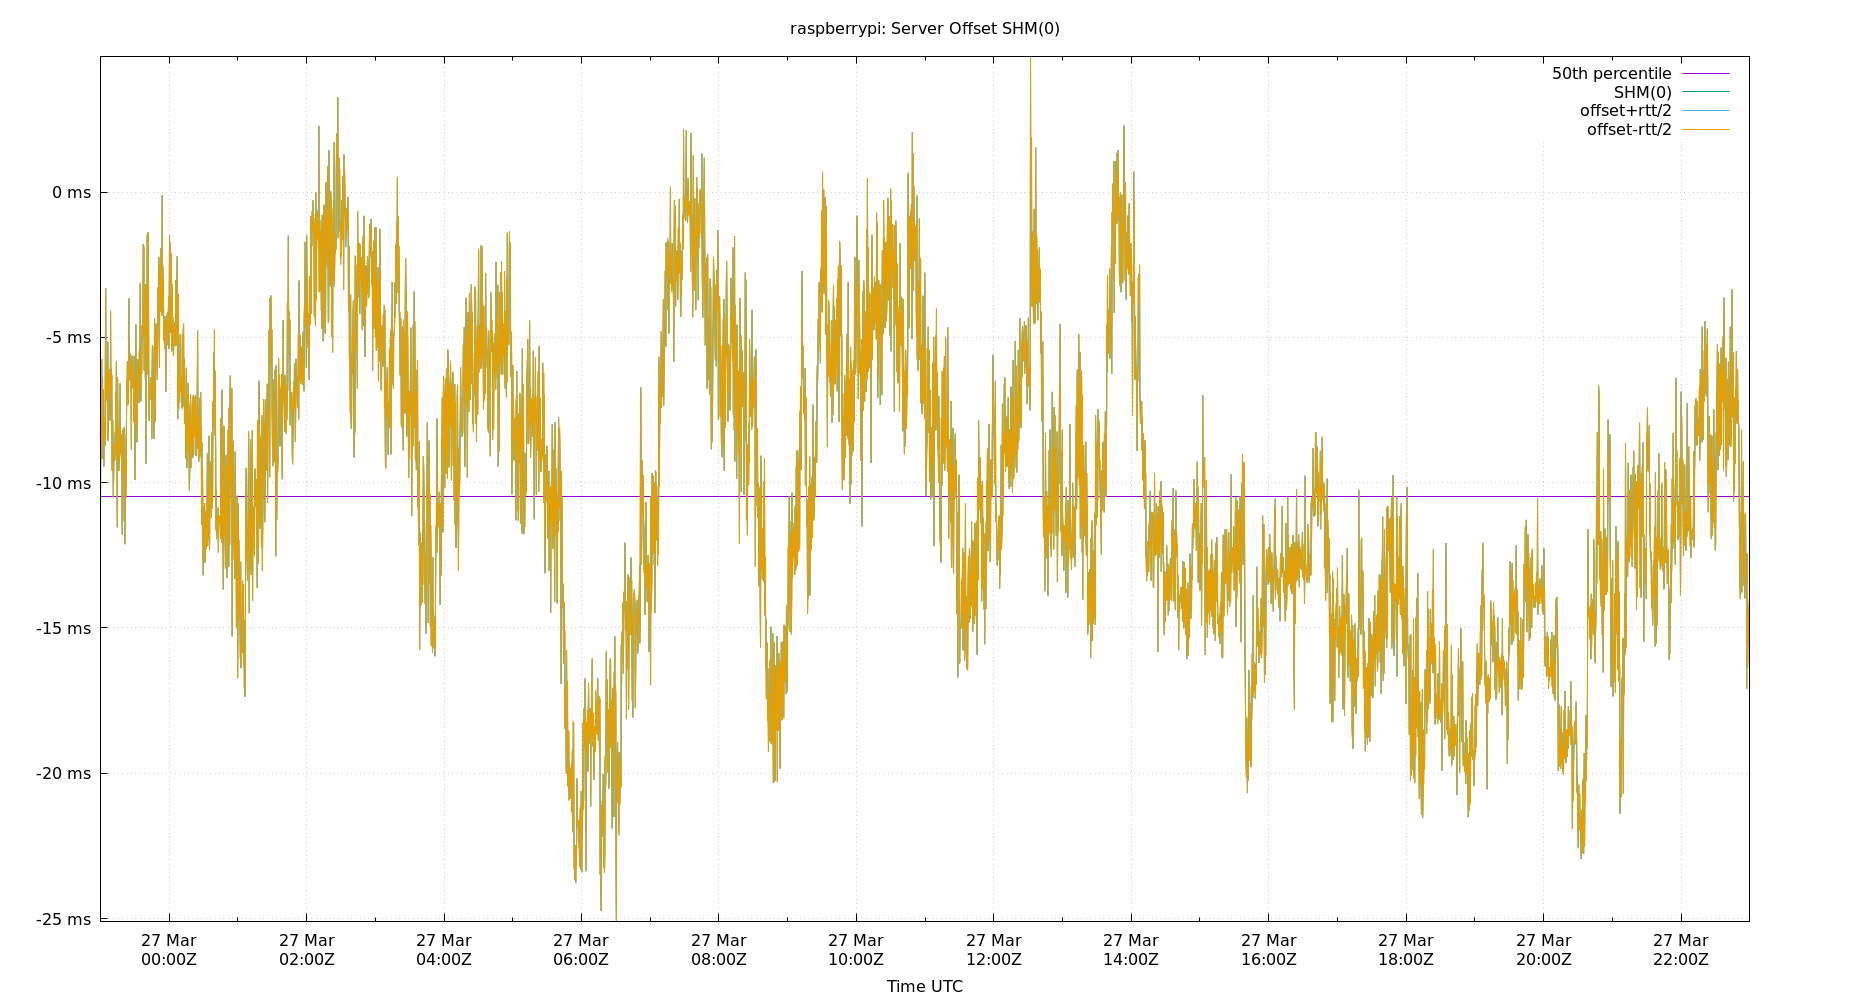 raspberrypi: Server Offset SHM(0)
50th percentile
SHM(0)
offset+rtt/2
offset-rtt/2
0 ms
-5 ms
-10 ms
-15 ms
-20 ms
-25 ms
27 Mar 27 Mar 27 Mar 27 Mar 27 Mar 27 Mar 27 Mar 27 Mar 27 Mar 27 Mar 27 Mar 27 Mar
00:00Z 02:00Z 04:00Z 06:00Z 08:00Z 10:00Z 12:00Z 14:00Z 16:00Z 18:00Z 20:00Z 22:00Z
Time UTC